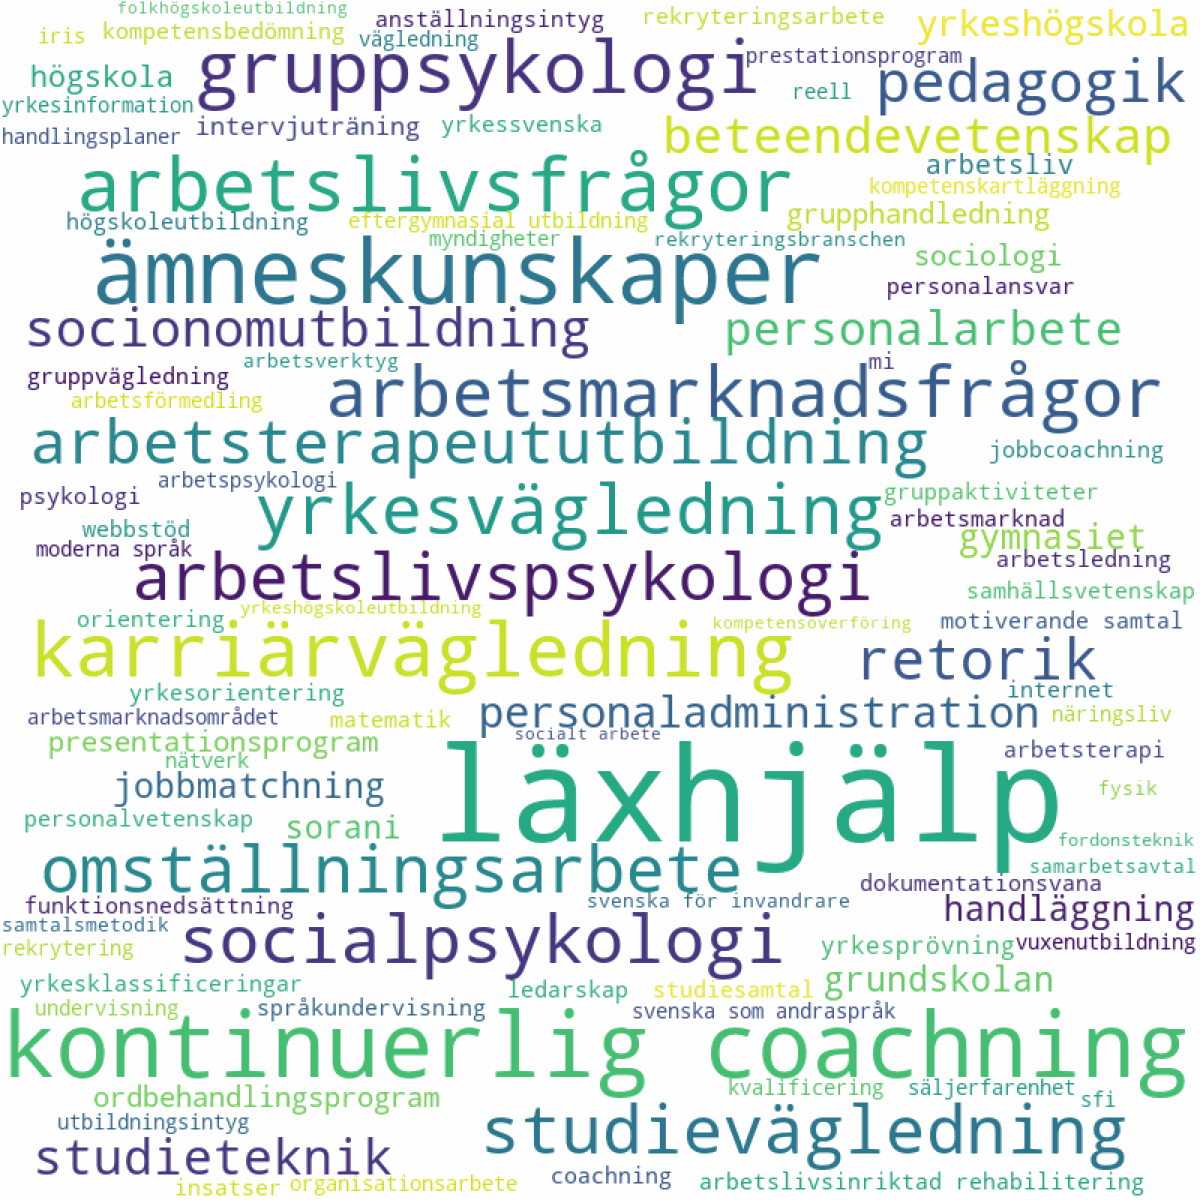 folkhögskoleutbildning
anställningsintyg
rekryteringsarbete
yrkeshögskola
iris
kompetensbedömning
vägledning
gruppsykologi
prestationsprogram
pedagogik
högskola
reell
yrkesinformation
handlingsplaner
intervjuträning
yrkessvenska
beteendevetenskap
arbetslivsfrågor
arbetsliv
kompetenskartläggning
högskoleutbildning
eftergymnasial utbildning
grupphandledning
myndigheter
rekryteringsbranschen
ämneskunskaper
sociologi
personalansvar
socionomutbildning
personalarbete
arbetsverktyg
mi
gruppvägledning
arbetsmarknadsfrågor
arbetsförmedling
arbetsterapeututbildning
jobbcoachning
arbetspsykologi
psykologi
yrkesvägledning
gruppaktiviteter
webbstöd
arbetsmarknad
gymnasiet
moderna språk
arbetsledning
arbetslivspsykologi
samhällsvetenskap
yrkeshögskoleutbildning
orientering
kompetensöverföring
motiverande samtal
karriärvägledning
retorik
yrkesorientering
internet
arbetsmarknadsområdet
matematik
personaladministration
näringsliv
presentationsprogram
socialt arbete
arbetsterapi
nätverk
läxhjälp
jobbmatchning
fysik
personalvetenskap
sorani
fordonsteknik
omställningsarbete
samarbetsavtal
dokumentationsvana
funktionsnedsättning
svenska för invandrare
handläggning
samtalsmetodik
socialpsykologi
rekrytering
yrkesprövning
vuxenutbildning
yrkesklassificeringar
ledarskap
studiesamtal
grundskolan
undervisning
språkundervisning
svenska som andraspråk
kontinuerlig coachning
kvalificering
säljerfarenhet
ordbehandlingsprogram
sfi
utbildningsintyg
studievägledning
studieteknik
coachning
arbetslivsinriktad rehabilitering
insatser
organisationsarbete